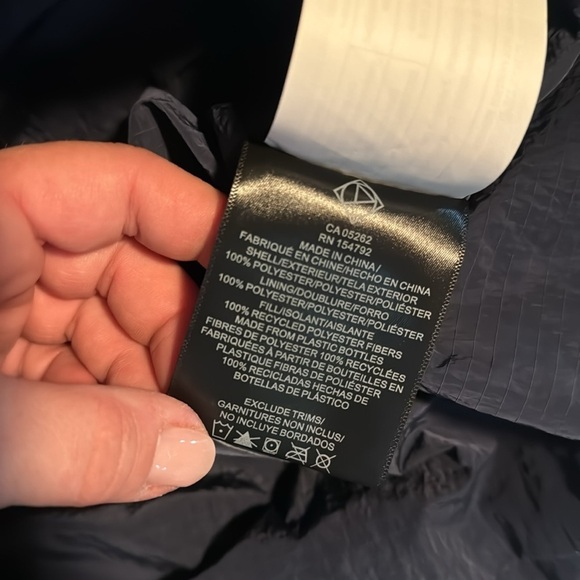 CA 05262
RN 154792
MADE IN CHINA/
FABRIQUÉ EN CHINE/HECHO EN CHINA
SHELL/EXTERIEUR/TELA EXTERIOR
100% POLYESTER/POLYESTER/POLIÉSTER
LINING/DOUBLURE/FORRO
100% POLYESTER/POLYESTER/POLIÉSTER
FILL/ISOLANT/AISLANTE
100% RECYCLED POLYESTER FIBERS
MADE FROM PLASTIC BOTTLES
FIBRES DE POLYESTER 100% RECYCLÉES
FABRIQUÉES À PARTIR DE BOUTEILLES EN
PLASTIQUE FIBRAS DE POLIÉSTER
100% RECICLADAS HECHAS DE
BOTELLAS DE PLÁSTICO
EXCLUDE TRIMS/
GARNITURES NON INCLUS/
NO INCLUYE BORDADOS